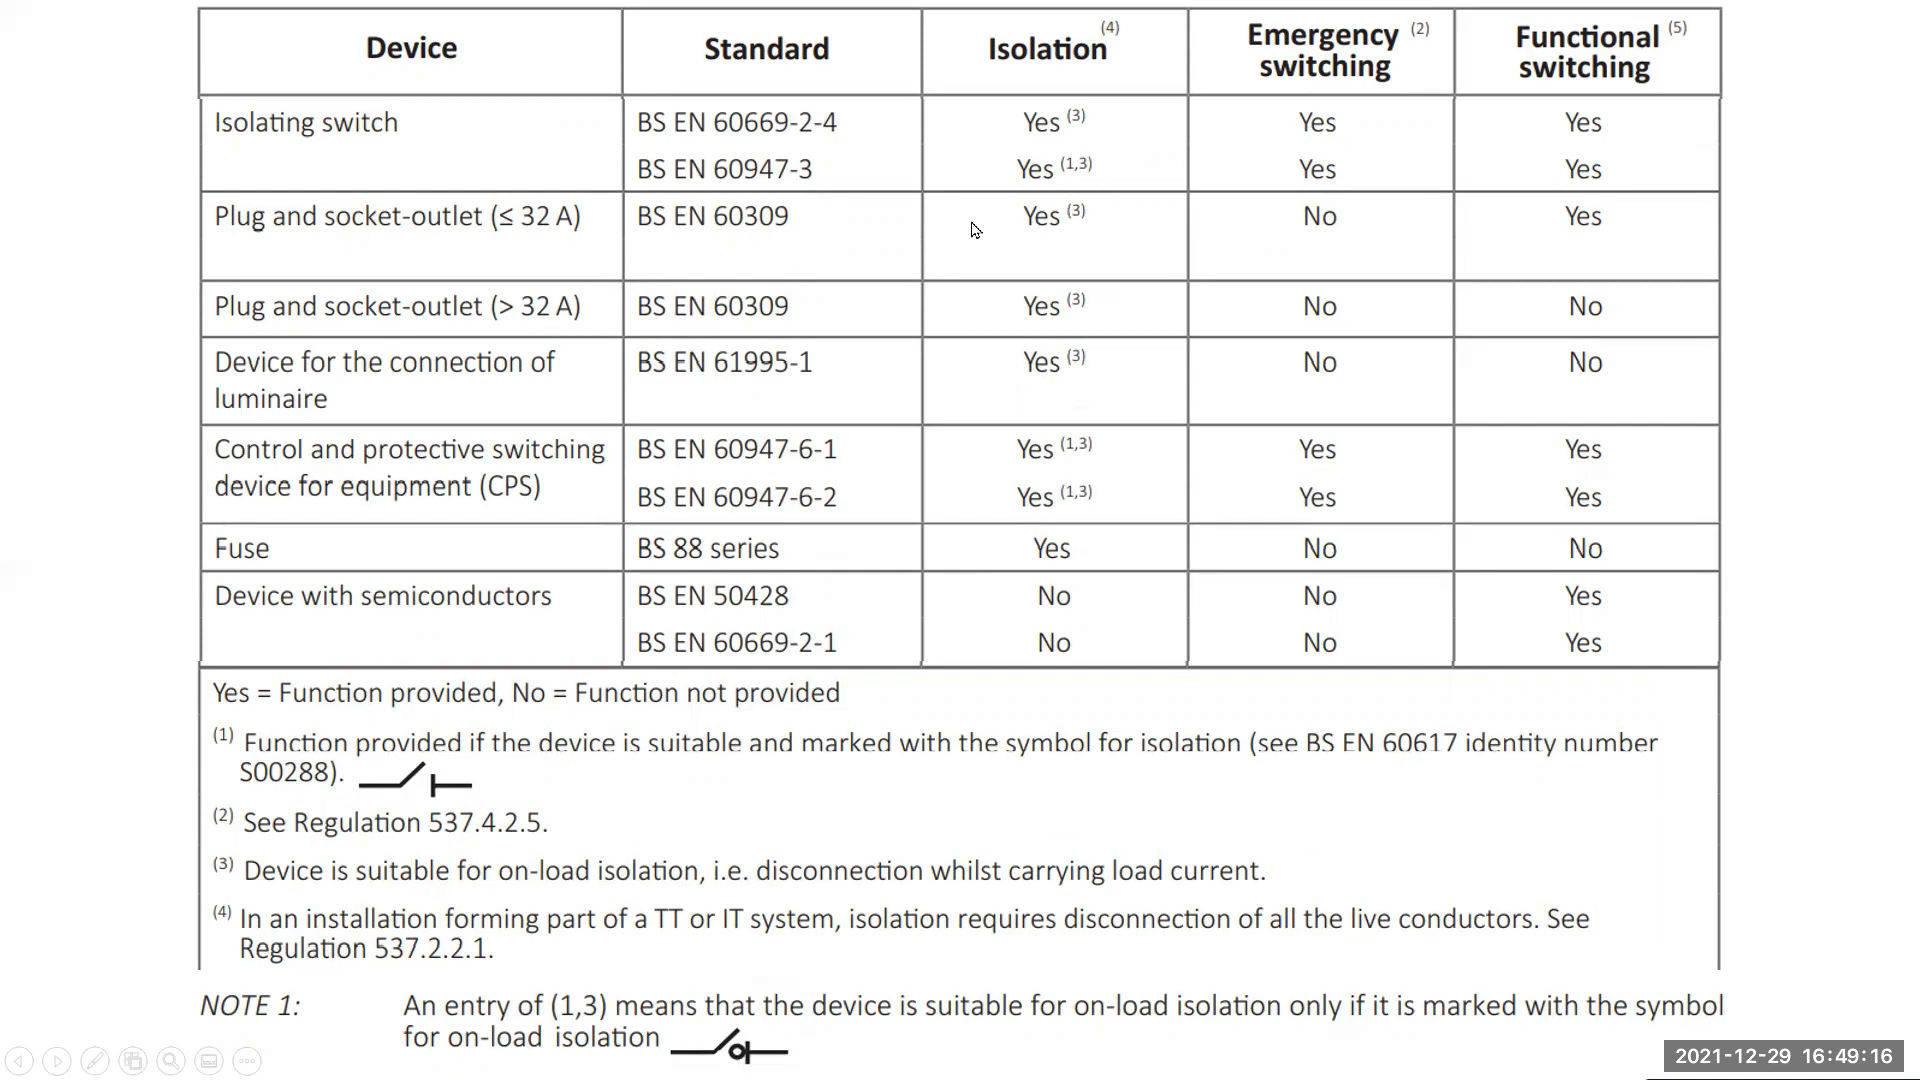 Device Standard Isolation (4) Emergency switching (2) Functional switching (5)
Isolating switch BS EN 60669-2-4 Yes (3) Yes Yes
BS EN 60947-3 Yes (1,3) Yes Yes
Plug and socket-outlet (≤ 32 A) BS EN 60309 Yes (3) No Yes
Plug and socket-outlet (> 32 A) BS EN 60309 Yes (3) No No
Device for the connection of BS EN 61995-1 Yes (3) No No
luminaire
Control and protective switching BS EN 60947-6-1 Yes (1,3) Yes Yes
device for equipment (CPS) BS EN 60947-6-2 Yes (1,3) Yes Yes
Fuse BS 88 series Yes No No
Device with semiconductors BS EN 50428 No No Yes
BS EN 60669-2-1 No No Yes
Yes = Function provided, No = Function not provided
(1) Function provided if the device is suitable and marked with the symbol for isolation (see BS EN 60617 identity number
S00288).
(2) See Regulation 537.4.2.5.
(3) Device is suitable for on-load isolation, i.e. disconnection whilst carrying load current.
(4) In an installation forming part of a TT or IT system, isolation requires disconnection of all the live conductors. See
Regulation 537.2.2.1.
NOTE 1: An entry of (1,3) means that the device is suitable for on-load isolation only if it is marked with the symbol
for on-load isolation
2021-12-29 16:49:16